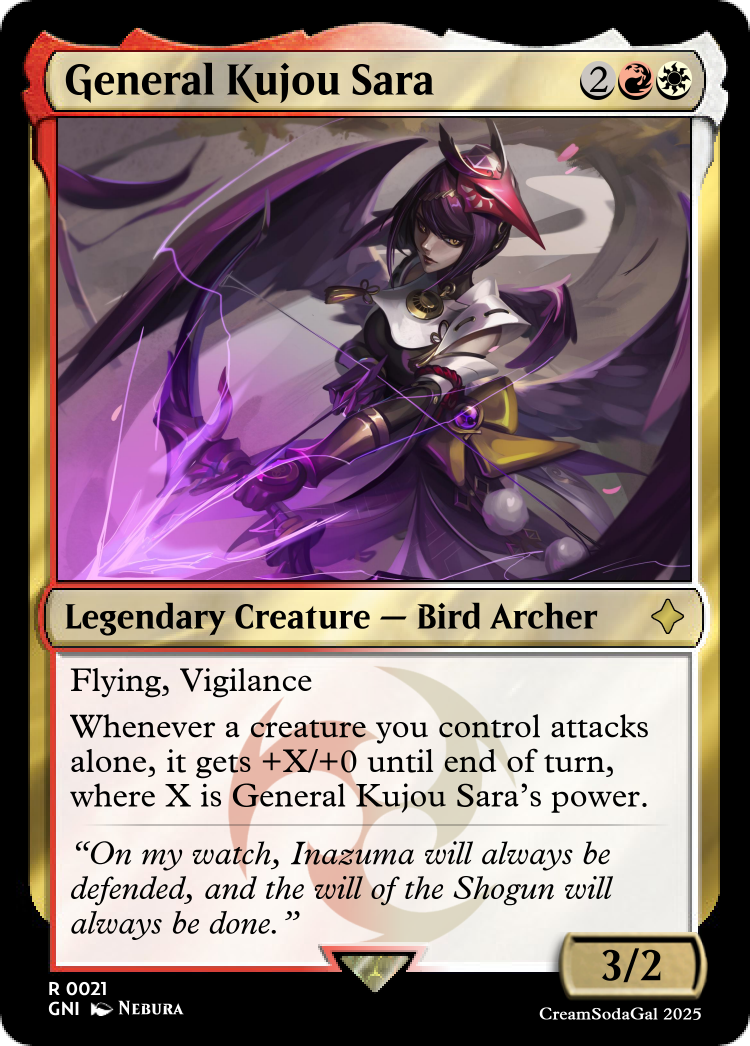 General Kujou Sara 2
Legendary Creature — Bird Archer
Flying, Vigilance
Whenever a creature you control attacks
alone, it gets +X/+0 until end of turn,
where X is General Kujou Sara’s power.
“On my watch, Inazuma will always be
defended, and the will of the Shogun will
always be done.”
3/2
R 0021
GNI NEBURA
CreamSodaGal 2025